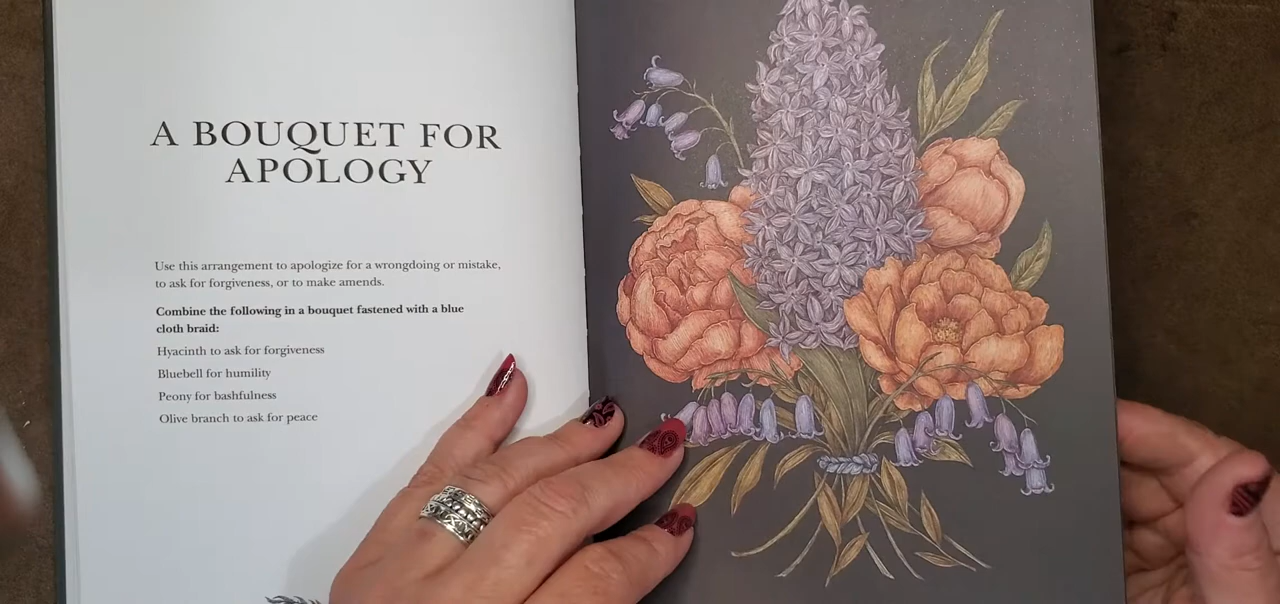 A BOUQUET FOR
APOLOGY
Use this arrangement to apologize for a wrongdoing or mistake,
to ask for forgiveness, or to make amends.
Combine the following in a bouquet fastened with a blue
cloth braid:
Hyacinth to ask for forgiveness
Bluebell for humility
Peony for bashfulness
Olive branch to ask for peace